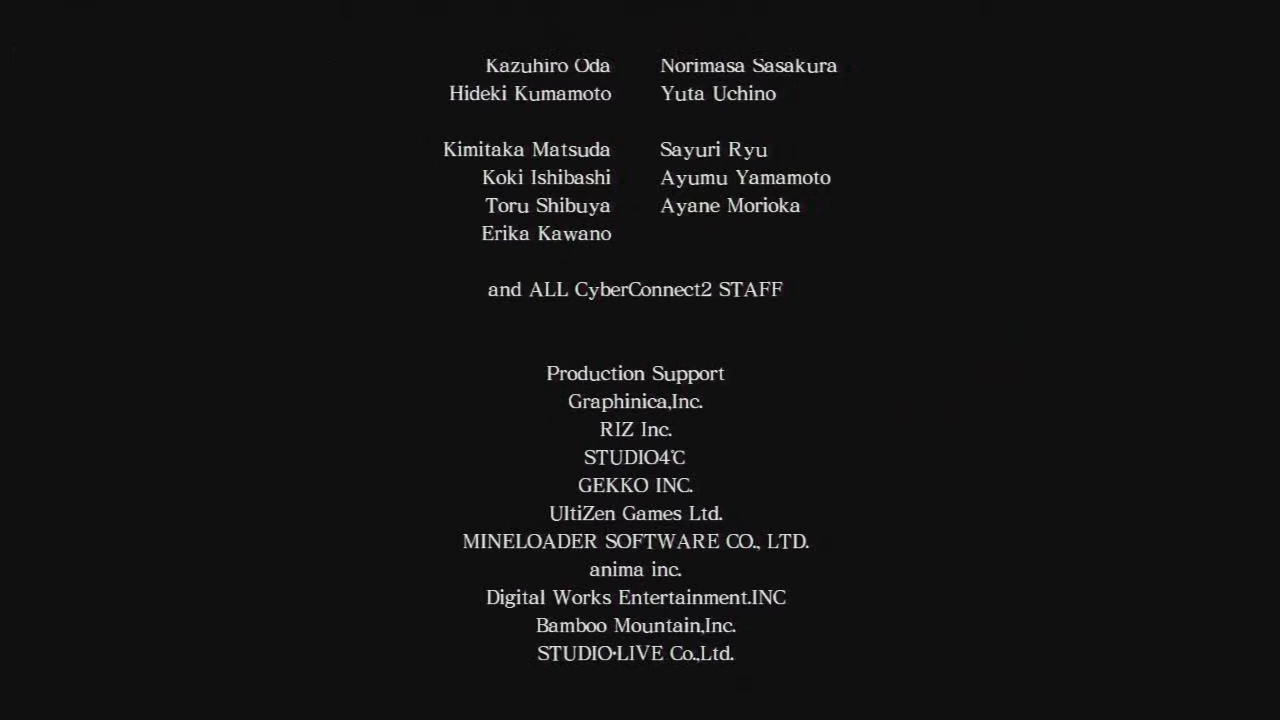 Kazuhiro Oda Norimasa Sasakura
Hideki Kumamoto Yuta Uchino
Kimitaka Matsuda Sayuri Ryu
Koki Ishibashi Ayumu Yamamoto
Toru Shibuya Ayane Morioka
Erika Kawano
and ALL CyberConnect2 STAFF
Production Support
Graphinica,Inc.
RIZ Inc.
STUDIO4℃
GEKKO INC.
UltiZen Games Ltd.
MINELOADER SOFTWARE CO., LTD.
anima inc.
Digital Works Entertainment.INC
Bamboo Mountain,Inc.
STUDIO•LIVE Co.,Ltd.